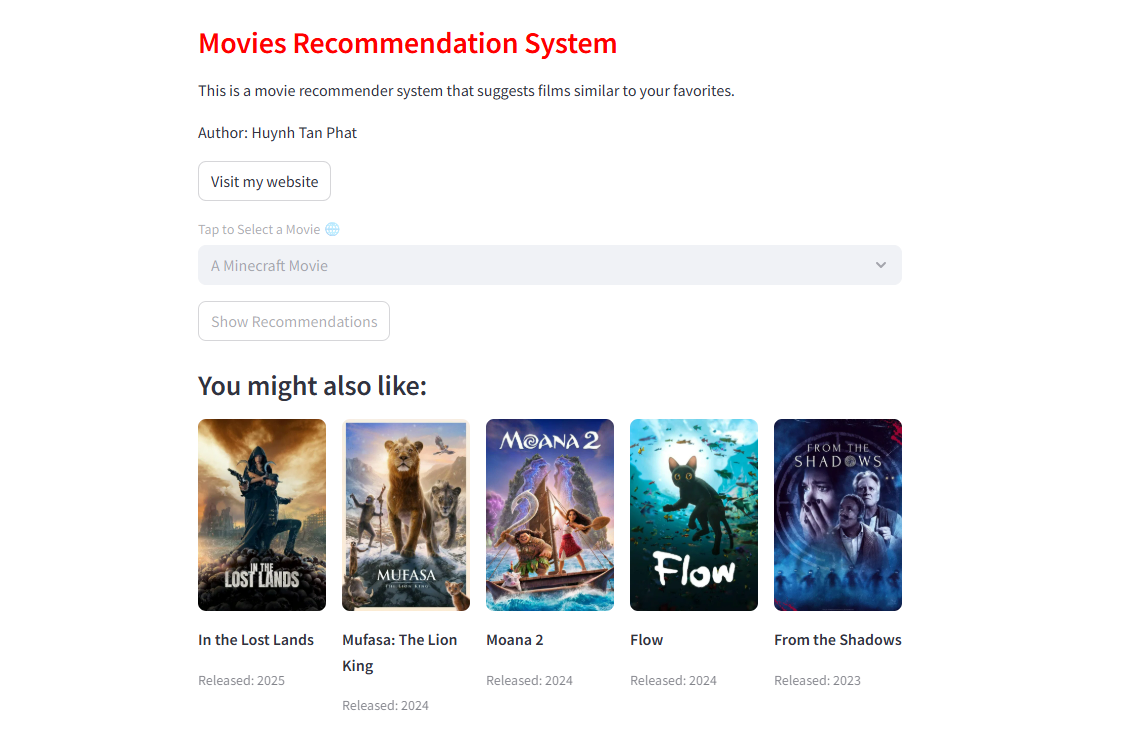 Movies Recommendation System
This is a movie recommender system that suggests films similar to your favorites.
Author: Huynh Tan Phat
Visit my website
Tap to Select a Movie 🌐
A Minecraft Movie
Show Recommendations
You might also like:
IN THE
LOST LANDS
MUFASA
THE LION KING
MOANA 2
Flow
FROM THE
SHADOWS
In the Lost Lands
Mufasa: The Lion
King
Moana 2
Flow
From the Shadows
Released: 2025
Released: 2024
Released: 2024
Released: 2024
Released: 2023